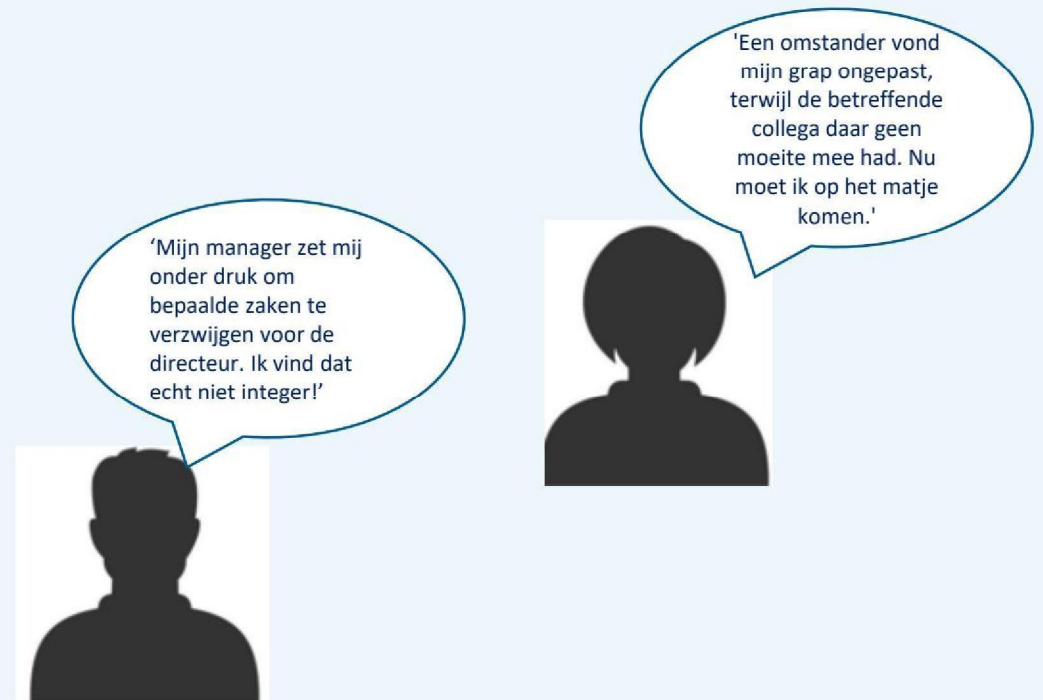 'Een omstander vond
mijn grap ongepast,
terwijl de betreffende
collega daar geen
moeite mee had. Nu
moet ik op het matje
komen.'
‘Mijn manager zet mij
onder druk om
bepaalde zaken te
verzwijgen voor de
directeur. Ik vind dat
echt niet integer!’